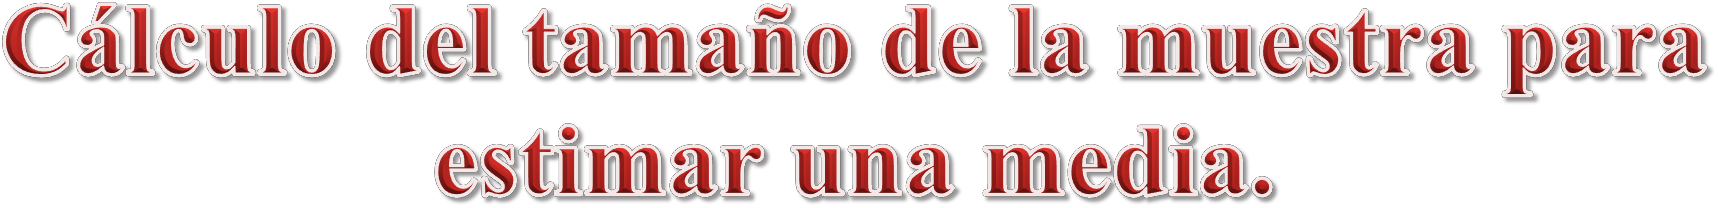 Cálculo del tamaño de la muestra para
estimar una media.